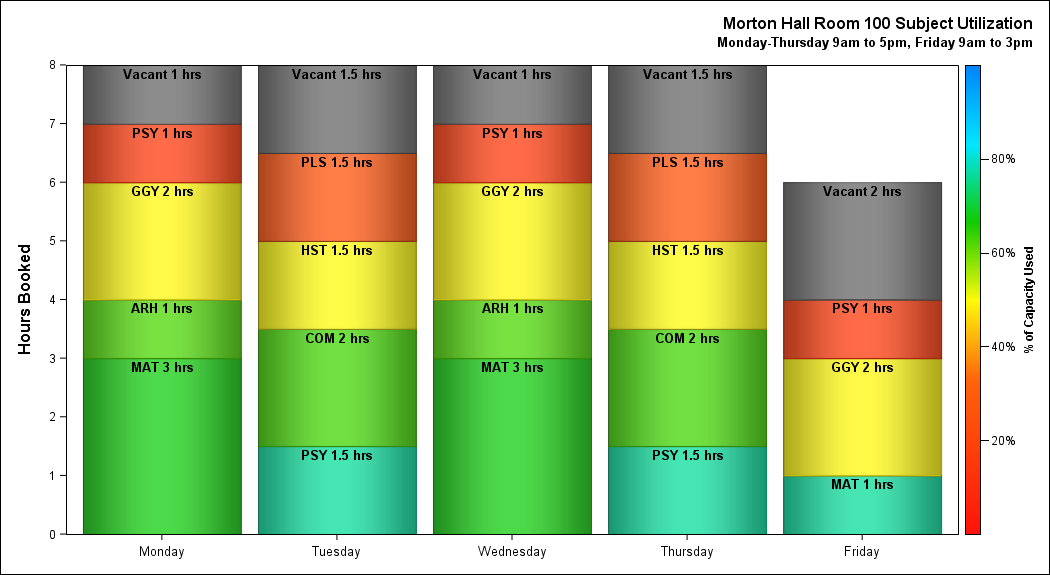 Morton Hall Room 100 Subject Utilization
Monday-Thursday 9am to 5pm, Friday 9am to 3pm
Hours Booked
8
7
6
5
4
3
2
1
0
Vacant 1 hrs
PSY 1 hrs
GGY 2 hrs
ARH 1 hrs
MAT 3 hrs
Monday
Vacant 1.5 hrs
PLS 1.5 hrs
HST 1.5 hrs
COM 2 hrs
PSY 1.5 hrs
Tuesday
Vacant 1 hrs
PSY 1 hrs
GGY 2 hrs
ARH 1 hrs
MAT 3 hrs
Wednesday
Vacant 1.5 hrs
PLS 1.5 hrs
HST 1.5 hrs
COM 2 hrs
PSY 1.5 hrs
Thursday
Vacant 2 hrs
PSY 1 hrs
GGY 2 hrs
MAT 1 hrs
Friday
80%
60%
40%
20%
% of Capacity Used